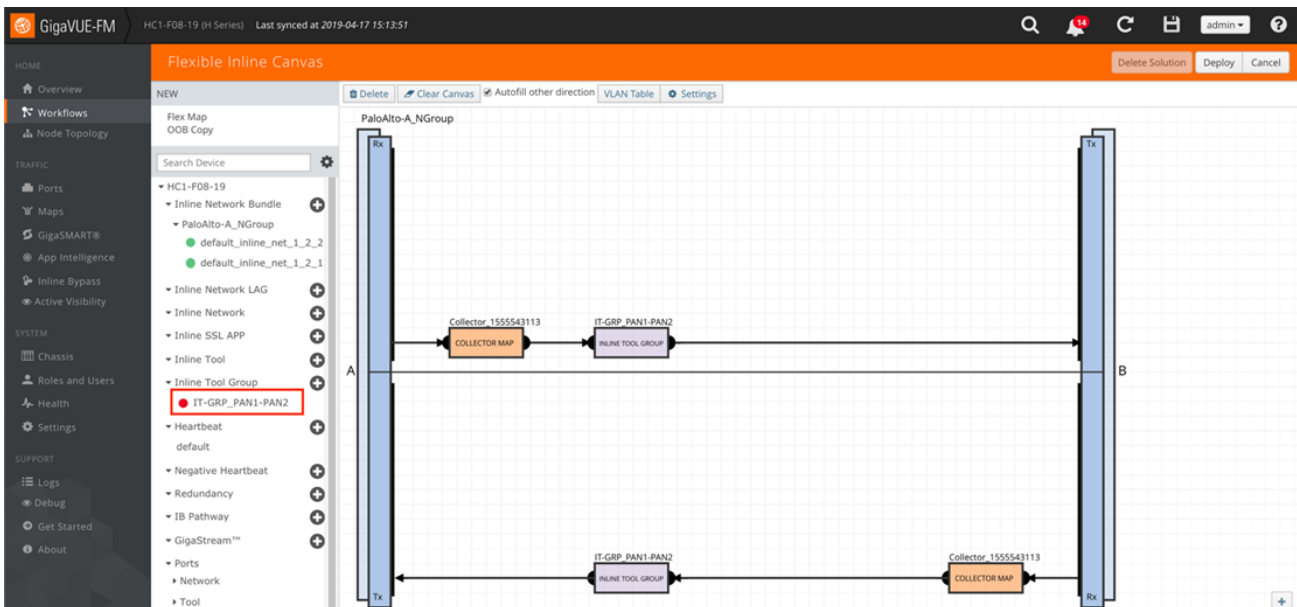 GigaVUE-FM
HC1-F08-19 (H Series) Last synced at 2019-04-17 15:13:51
14
admin
?
HOME
Overview
Workflows
Node Topology
TRAFFIC
Ports
Maps
GigaSMART®
App Intelligence
Inline Bypass
Active Visibility
SYSTEM
Chassis
Roles and Users
Health
Settings
SUPPORT
Logs
Debug
Get Started
About
Flexible Inline Canvas
Delete Solution Deploy Cancel
NEW
Flex Map
OOB Copy
Search Device
HC1-F08-19
Inline Network Bundle
PaloAlto-A_NGroup
default_inline_net_1_2_2
default_inline_net_1_2_1
Inline Network LAG
Inline Network
Inline SSL APP
Inline Tool
Inline Tool Group
IT-GRP_PAN1-PAN2
Heartbeat
default
Negative Heartbeat
Redundancy
IB Pathway
GigaStream™
Ports
Network
Tool
Delete Clear Canvas Autofill other direction VLAN Table Settings
PaloAlto-A_NGroup
Rx Tx
Collector_1555543113 IT-GRP_PAN1-PAN2
COLLECTOR MAP INLINE TOOL GROUP
A B
IT-GRP_PAN1-PAN2 Collector_1555543113
INLINE TOOL GROUP COLLECTOR MAP
Tx Rx